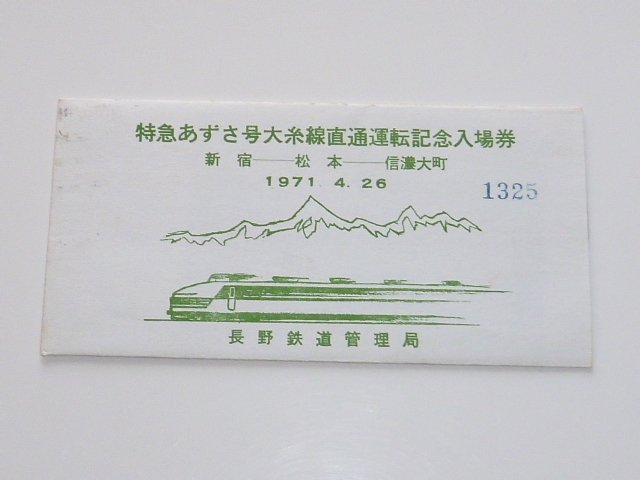 特急あずさ号大糸線直通運転記念入場券
新宿──松本──信濃大町
1971 4. 26
1325
長野鉄道管理局